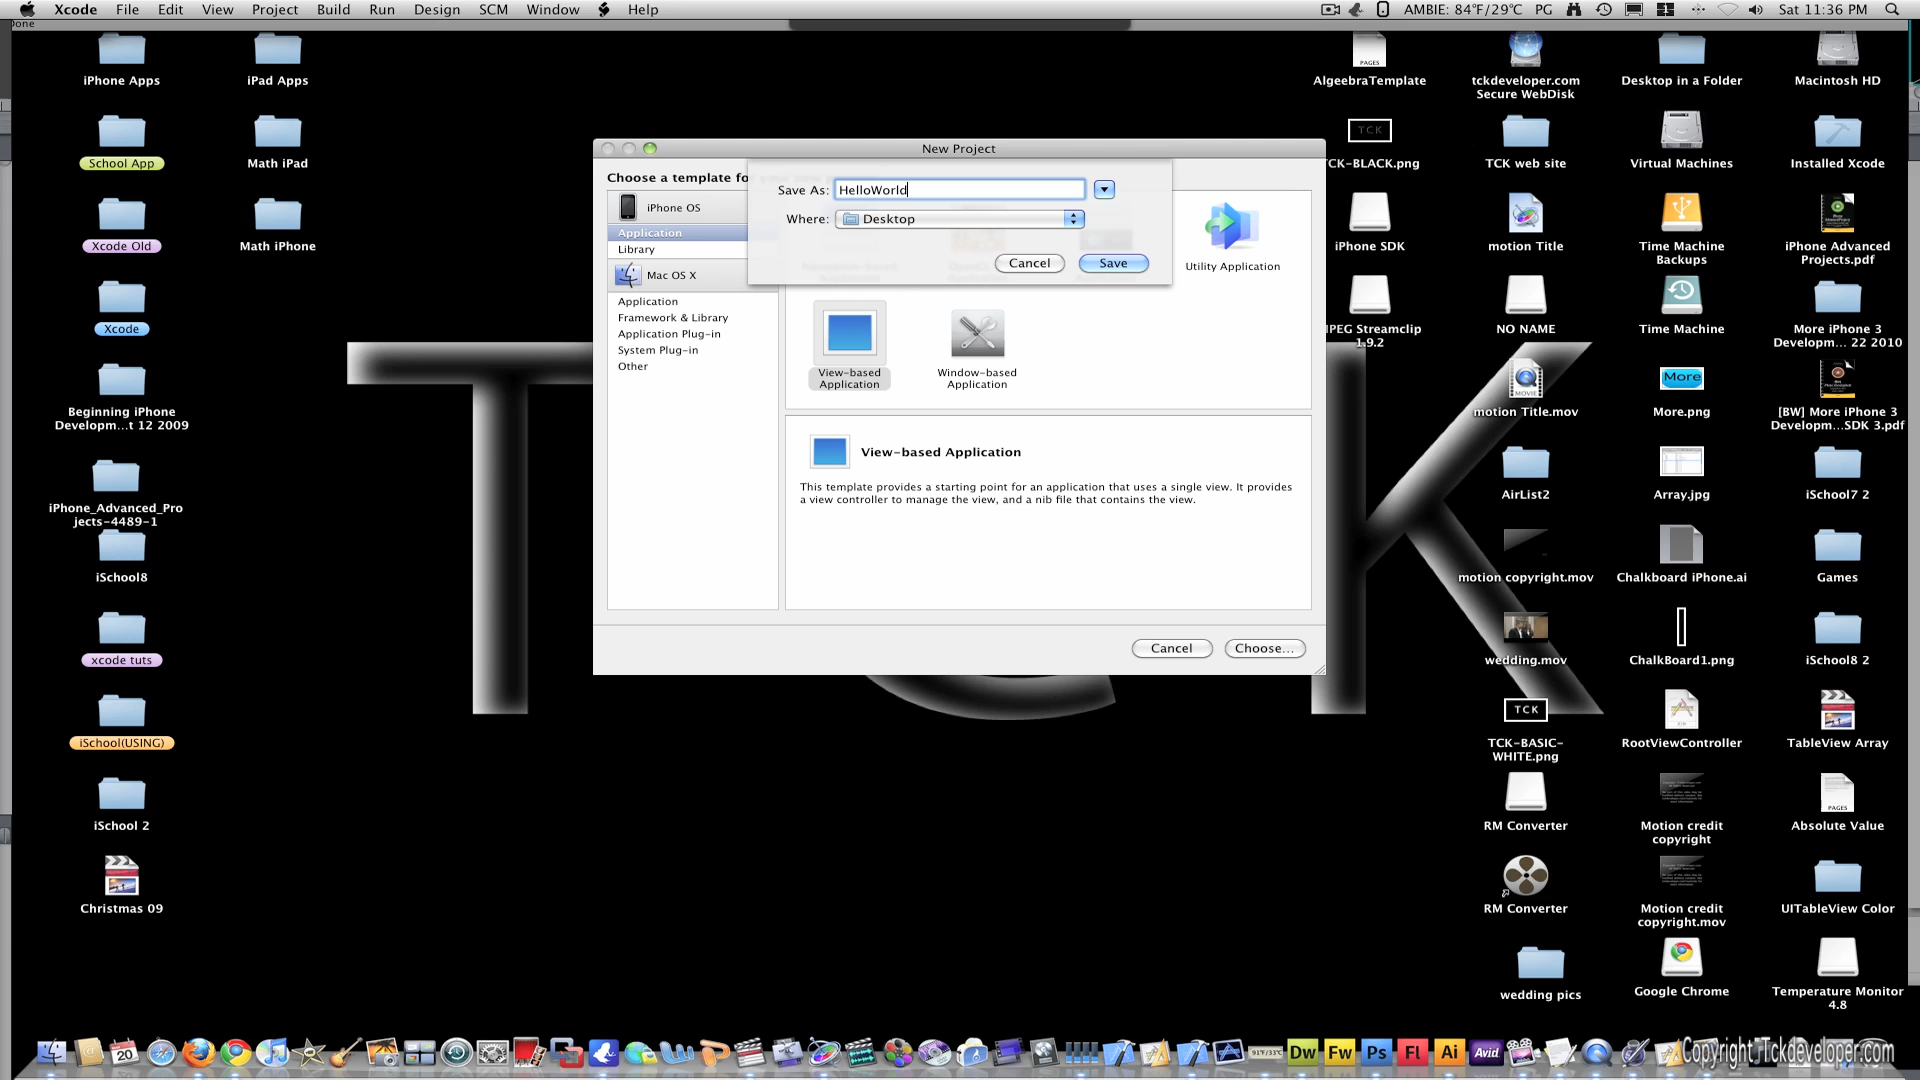 Xcode File Edit View Project Build Run Design SCM Window Help
AMBIE: 84°F/29°C PG Sat 11:36 PM
Done
iPhone Apps
iPad Apps
School App
Math iPad
Xcode Old
Math iPhone
Xcode
Beginning iPhone
Developm...t 12 2009
iPhone_Advanced_Pro
jects-4489-1
iSchool8
xcode tuts
iSchool(USING)
iSchool 2
Christmas 09
New Project
Choose a template fo
Save As: HelloWorld
Where: Desktop
Cancel Save
iPhone OS
Application
Library
Mac OS X
Application
Framework & Library
Application Plug-in
System Plug-in
Other
Utility Application
View-based
Application
Window-based
Application
View-based Application
This template provides a starting point for an application that uses a single view. It provides
a view controller to manage the view, and a nib file that contains the view.
Cancel Choose...
T K
PAGES
AlgeebraTemplate
tckdeveloper.com
Secure WebDisk
Desktop in a Folder
Macintosh HD
TCK
CK-BLACK.png
TCK web site
Virtual Machines
Installed Xcode
iPhone SDK
motion Title
Time Machine
Backups
iPhone Advanced
Projects.pdf
PEG Streamclip
1.9.2
NO NAME
Time Machine
More iPhone 3
Developm... 22 2010
MOVIE
motion Title.mov
More
More.png
[BW] More iPhone 3
Developm...SDK 3.pdf
AirList2
Array.jpg
iSchool7 2
motion copyright.mov
Chalkboard iPhone.ai
Games
wedding.mov
ChalkBoard1.png
iSchool8 2
TCK
TCK-BASIC-
WHITE.png
RootViewController
TableView Array
RM Converter
Motion credit
copyright
PAGES
Absolute Value
RM Converter
Motion credit
copyright.mov
UITableView Color
wedding pics
Google Chrome
Temperature Monitor
4.8
20
91°F/33°C
Dw Fw Ps Fl Ai Avid
Copyright Tckdeveloper.com